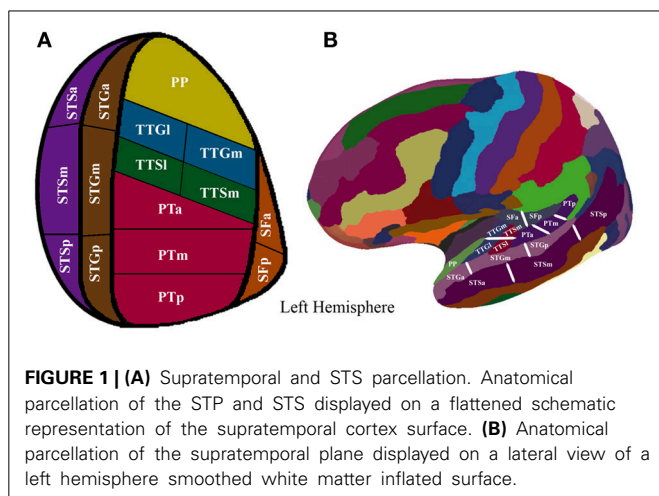 A
B
PP
STSa
STGa
TTGl
TTGm
TTSl
TTSm
STSm
STGm
PTa
SFa
PTm
STSp
STGp
SFp
PTp
Left Hemisphere
PTp
SFa
SFp
STSp
TTGm
TTSm
PTm
PTa
TTGl
TTSl
STGp
PP
STGm
STSm
STGa
STSa
FIGURE 1 | (A) Supratemporal and STS parcellation. Anatomical
parcellation of the STP and STS displayed on a flattened schematic
representation of the supratemporal cortex surface. (B) Anatomical
parcellation of the supratemporal plane displayed on a lateral view of a
left hemisphere smoothed white matter inflated surface.